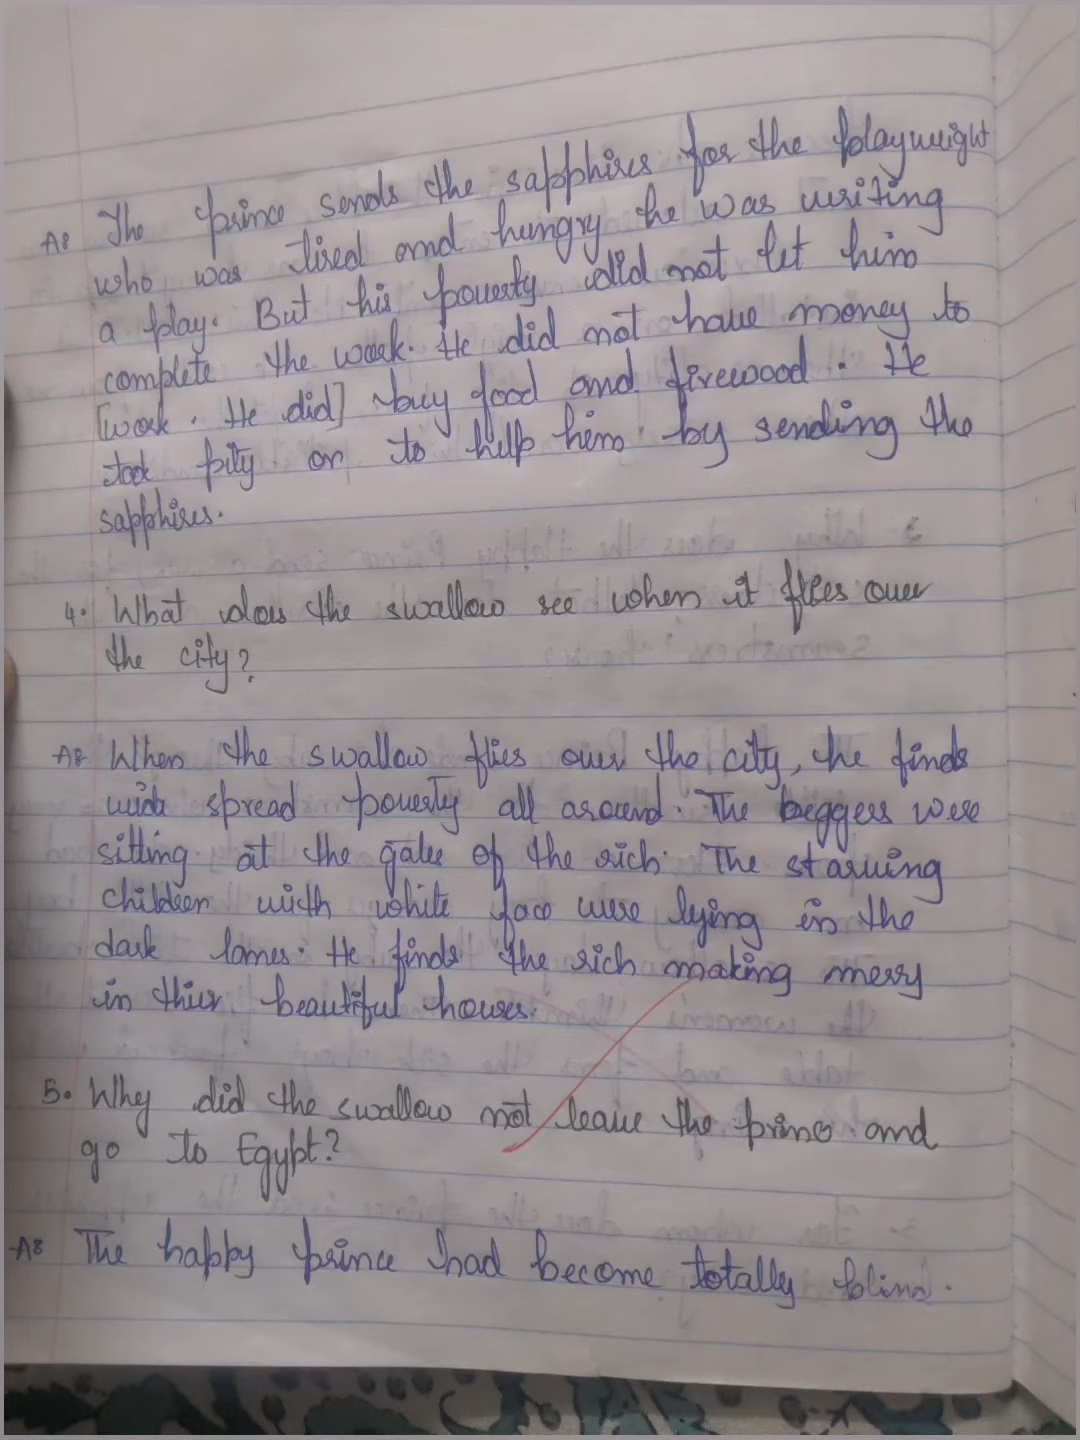 A8 The prince sends the sapphires for the playwright
who was tired and hungry he was writing
a play. But his poverty did not let him
complete the work. He did not have money to
[work. He did] buy food and firewood. He
took pity on to help him by sending the
sapphires.
4. What does the swallow see when it flies over
the city?
A8 When the swallow flies over the city, he finds
wide spread poverty all around. The beggers were
sitting at the gate of the rich. The starving
children with white face were lying in the
dark lanes. He finds the rich making merry
in thier beautiful houses.
5. Why did the swallow not leave the prince and
go to Egypt?
A8 The happy prince had become totally blind.